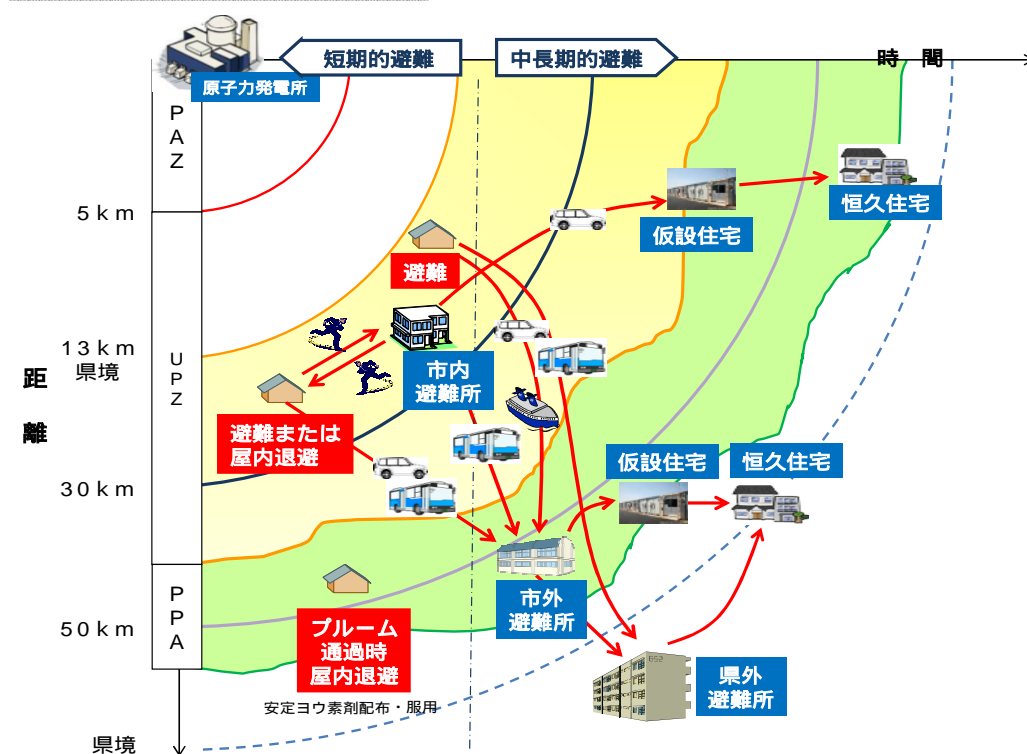 短期的避難
中長期的避難
時間
原子力発電所
PAZ
5km
恒久住宅
仮設住宅
避難
13km
県境
UPZ
距離
市内
避難所
避難または
屋内退避
仮設住宅
恒久住宅
30km
PPA
市外
避難所
50km
プルーム
通過時
屋内退避
県外
避難所
安定ヨウ素剤配布・服用
県境